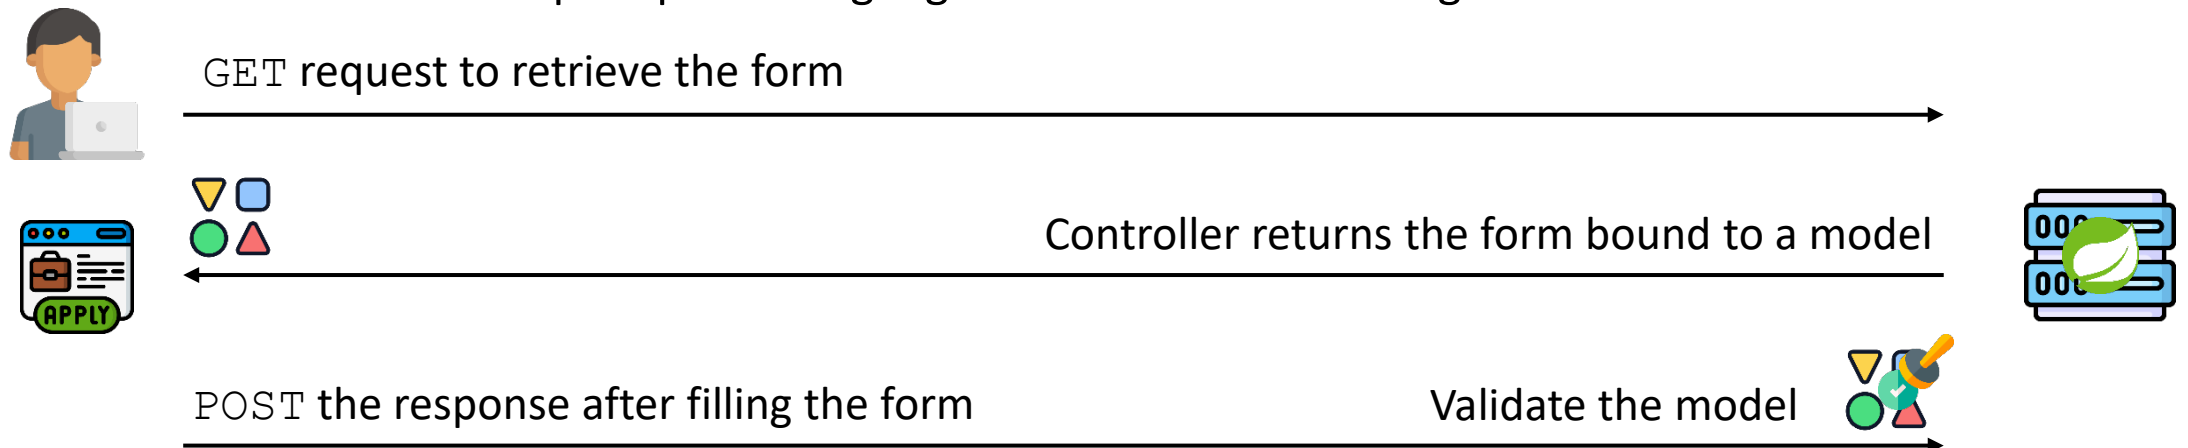 GET request to retrieve the form
Controller returns the form bound to a model
APPLY
POST the response after filling the form
Validate the model